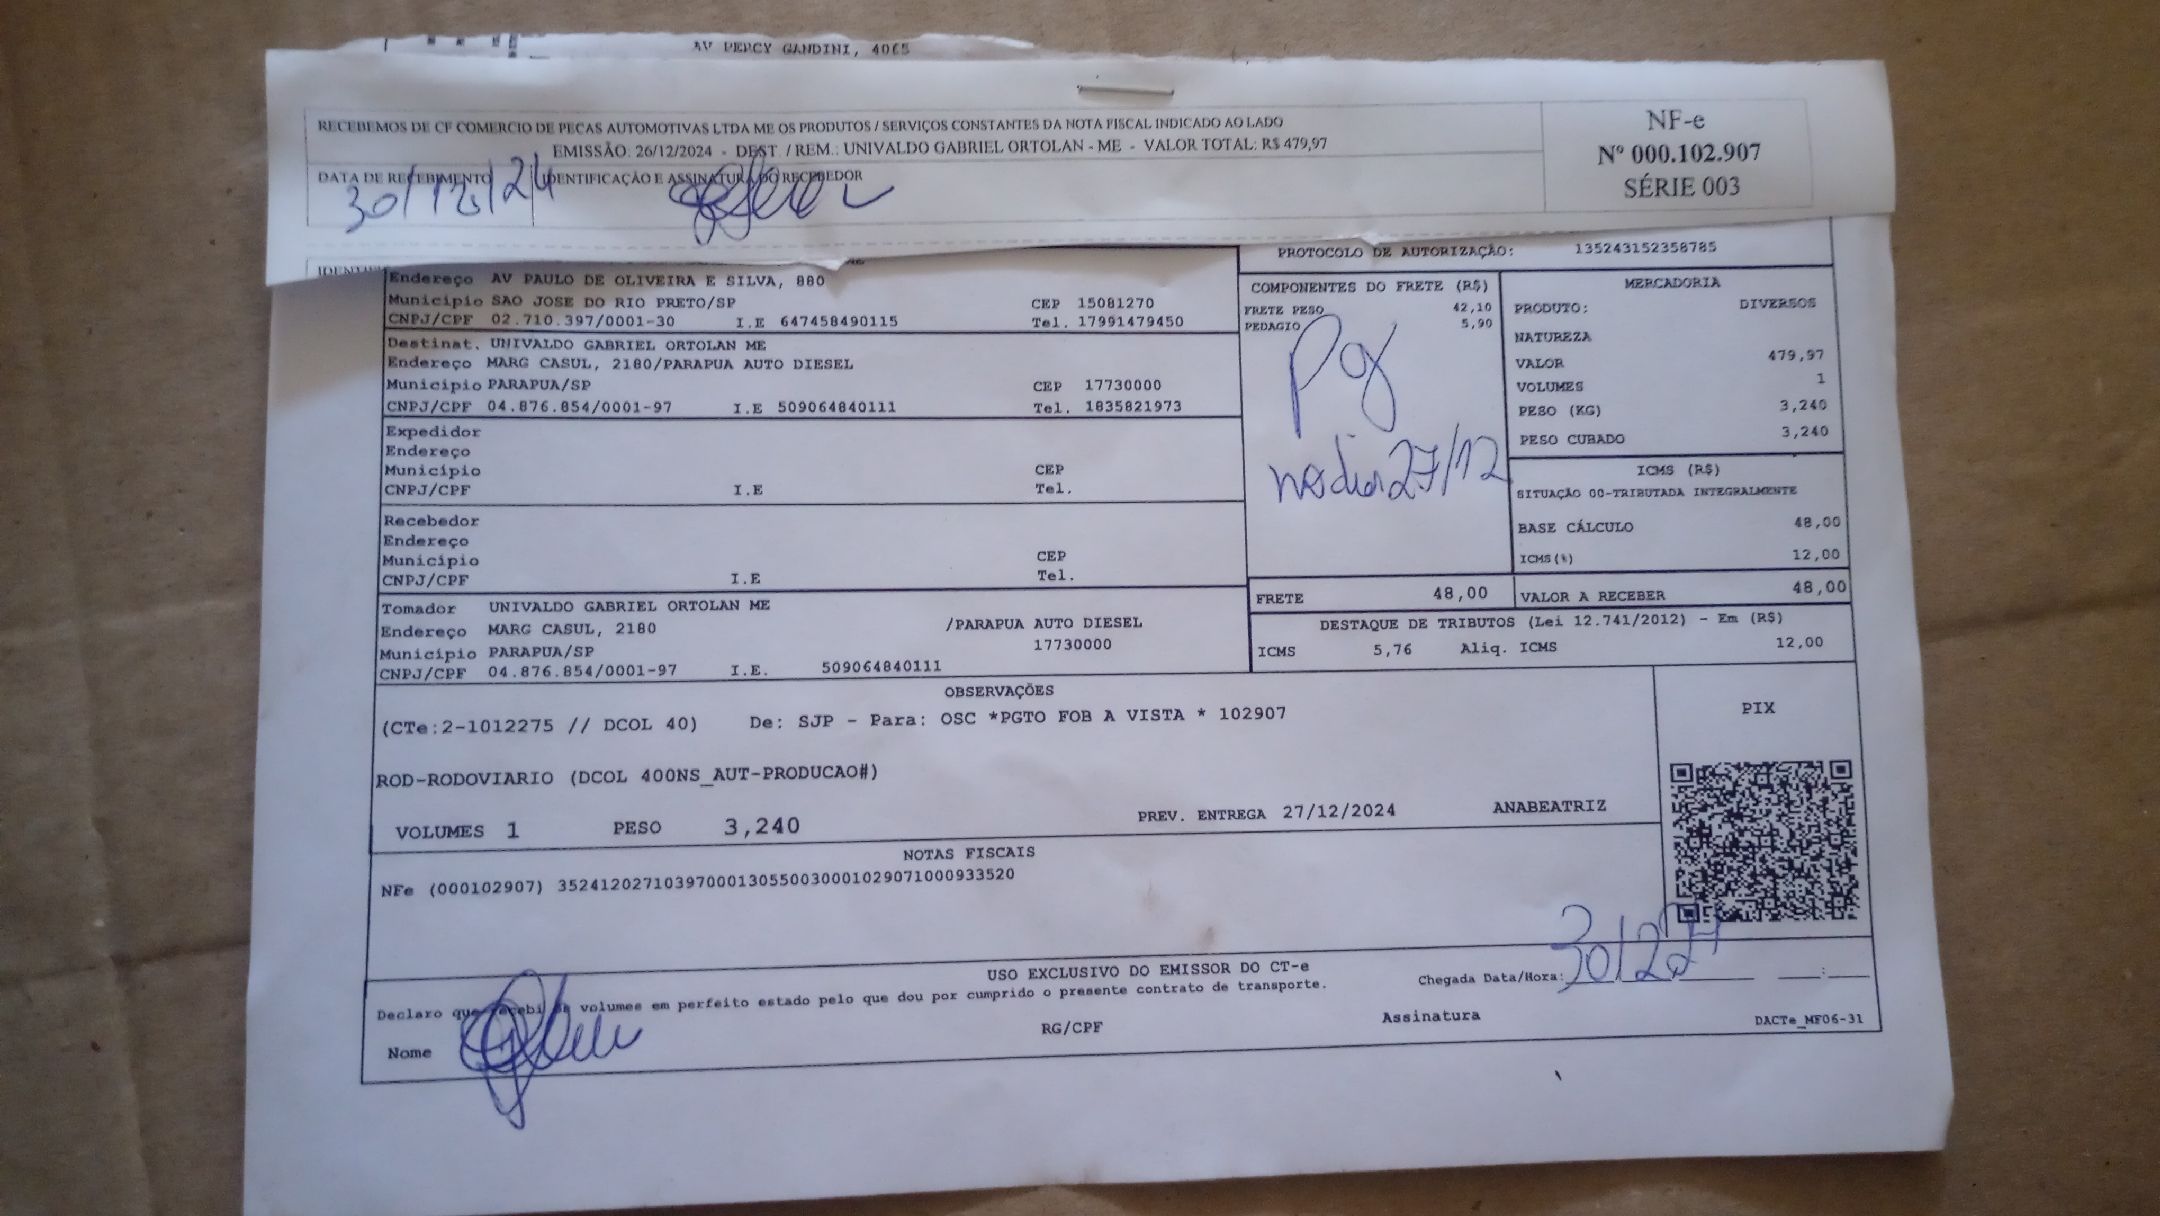 AV PERCY GANDINI, 4065
RECEBEMOS DE CF COMERCIO DE PECAS AUTOMOTIVAS LTDA ME OS PRODUTOS / SERVIÇOS CONSTANTES DA NOTA FISCAL INDICADO AO LADO
EMISSÃO: 26/12/2024 - DEST. / REM.: UNIVALDO GABRIEL ORTOLAN - ME - VALOR TOTAL: R$ 479,97
DATA DE RECEBIMENTO IDENTIFICAÇÃO E ASSINATURA DO RECEBEDOR
30/12/24
NF-e
Nº 000.102.907
SÉRIE 003
PROTOCOLO DE AUTORIZAÇÃO: 135243152358785
Endereço AV PAULO DE OLIVEIRA E SILVA, 880
Município SAO JOSE DO RIO PRETO/SP CEP 15081270
CNPJ/CPF 02.710.397/0001-30 I.E 647458490115 Tel. 17991479450
Destinat. UNIVALDO GABRIEL ORTOLAN ME
Endereço MARG CASUL, 2180/PARAPUA AUTO DIESEL
Município PARAPUA/SP CEP 17730000
CNPJ/CPF 04.876.854/0001-97 I.E 509064840111 Tel. 1835821973
Expedidor
Endereço
Município CEP
CNPJ/CPF I.E Tel.
Recebedor
Endereço
Município CEP
CNPJ/CPF I.E Tel.
Tomador UNIVALDO GABRIEL ORTOLAN ME
Endereço MARG CASUL, 2180 /PARAPUA AUTO DIESEL
Município PARAPUA/SP 17730000
CNPJ/CPF 04.876.854/0001-97 I.E. 509064840111
COMPONENTES DO FRETE (R$)
FRETE PESO 42,10
PEDAGIO 5,90
Pg
27/12
FRETE 48,00
MERCADORIA
PRODUTO: DIVERSOS
NATUREZA
VALOR 479,97
VOLUMES 1
PESO (KG) 3,240
PESO CUBADO 3,240
ICMS (R$)
SITUAÇÃO 00-TRIBUTADA INTEGRALMENTE
BASE CÁLCULO 48,00
ICMS(%) 12,00
VALOR A RECEBER 48,00
DESTAQUE DE TRIBUTOS (Lei 12.741/2012) - Em (R$)
ICMS 5,76 Aliq. ICMS 12,00
OBSERVAÇÕES
(CTe:2-1012275 // DCOL 40) De: SJP - Para: OSC *PGTO FOB A VISTA * 102907
ROD-RODOVIARIO (DCOL 400NS_AUT-PRODUCAO#)
VOLUMES 1 PESO 3,240 PREV. ENTREGA 27/12/2024 ANABEATRIZ
PIX
NOTAS FISCAIS
NFe (000102907) 35241202710397000130550030001029071000933520
USO EXCLUSIVO DO EMISSOR DO CT-e
Declaro que recebi os volumes em perfeito estado pelo que dou por cumprido o presente contrato de transporte.
Chegada Data/Hora:
Nome RG/CPF Assinatura
DACTe_MF06-31